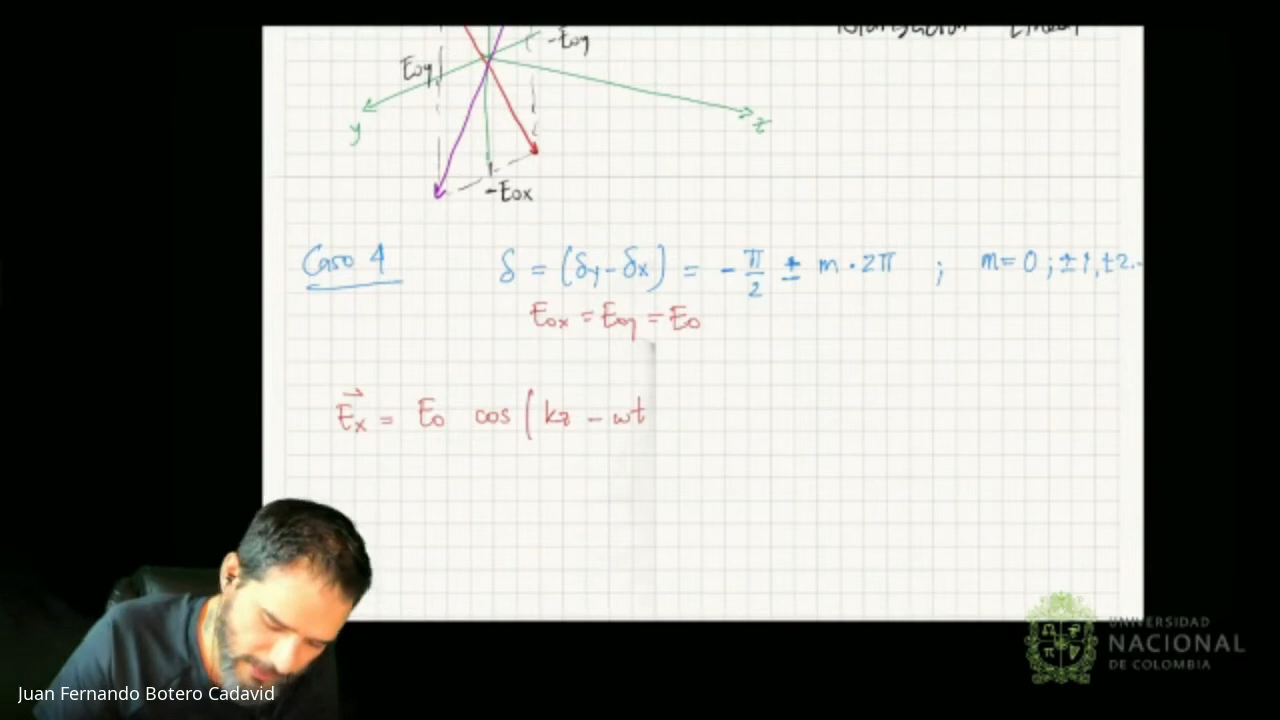 -Eoy
Eoy
y
z
-Eox
Caso 4
δ = (δy - δx) = - π/2 ± m · 2π ; m = 0 ; ±1, ±2.-
Eox = Eoy = Eo
E⃗x = Eo cos ( kz - ωt
UNIVERSIDAD
NACIONAL
DE COLOMBIA
Juan Fernando Botero Cadavid